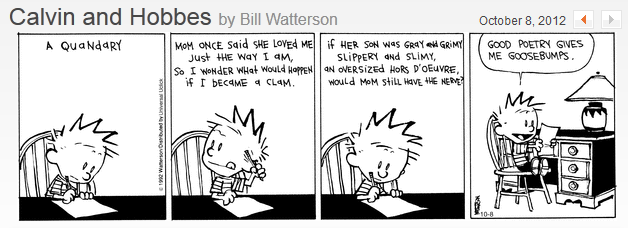 Calvin and Hobbes by Bill Watterson
October 8, 2012
A QUANDARY
© 1992 Watterson/Distributed by Universal Uclick
MOM ONCE SAID SHE LOVED ME
JUST THE WAY I AM,
SO I WONDER WHAT WOULD HAPPEN
if I BECAME A CLAM.
if HER SON WAS GRAY and GRIMY
SLIPPERY and SLIMY,
AN OVERSIZED HORS D'OEUVRE,
WOULD MOM STILL HAVE THE NERVE?
GOOD POETRY GIVES
ME GOOSEBUMPS.
10-8